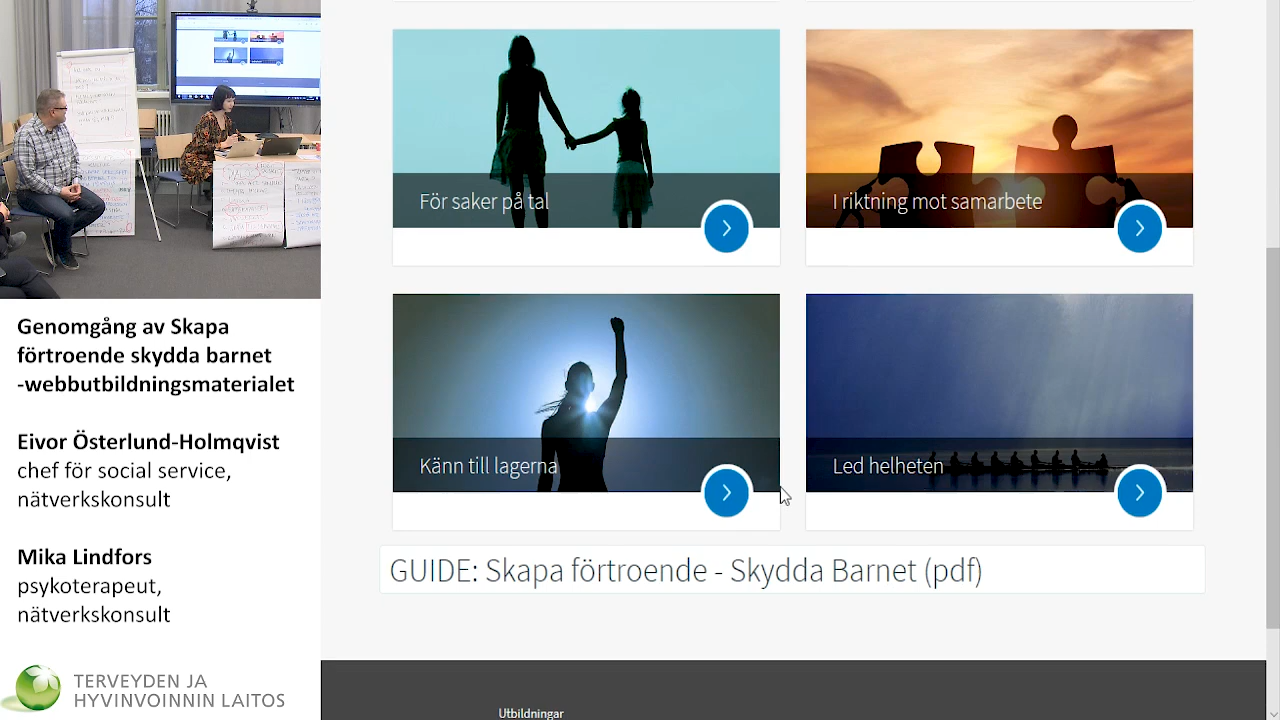 Genomgång av Skapa
förtroende skydda barnet
-webbutbildningsmaterialet
Eivor Österlund-Holmqvist
chef för social service,
nätverkskonsult
Mika Lindfors
psykoterapeut,
nätverkskonsult
TERVEYDEN JA
HYVINVOINNIN LAITOS
För saker på tal
I riktning mot samarbete
Känn till lagerna
Led helheten
GUIDE: Skapa förtroende - Skydda Barnet (pdf)
Utbildningar